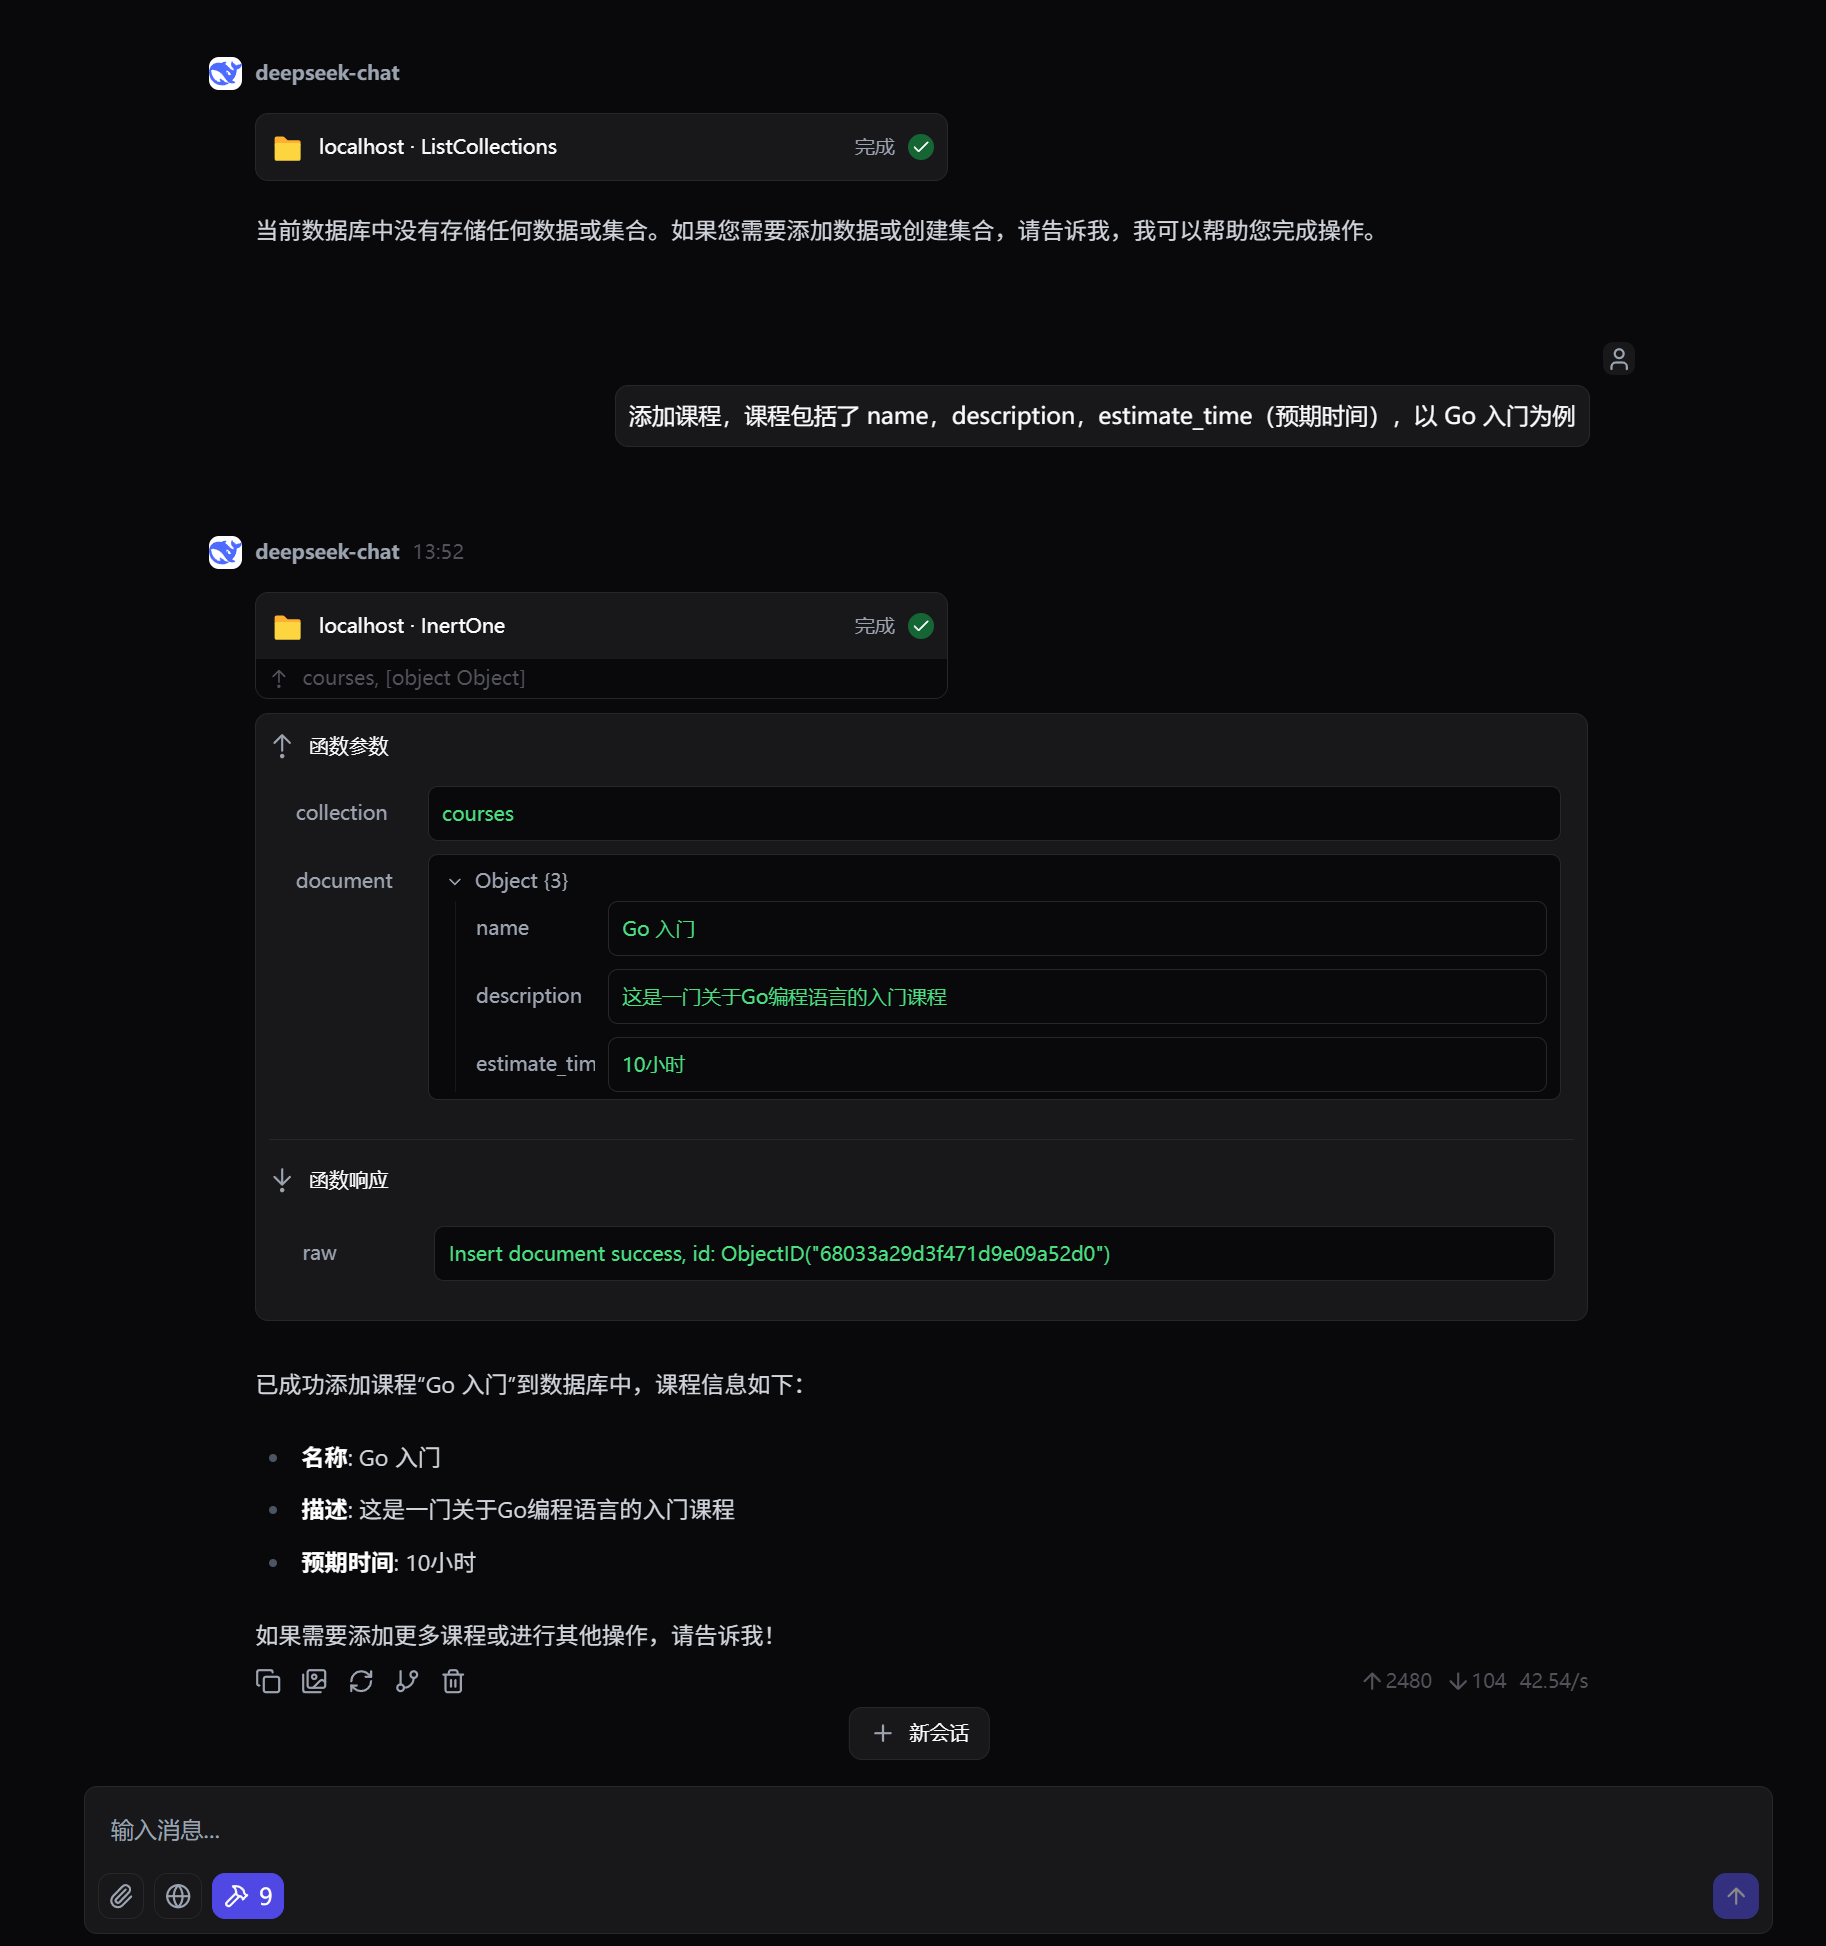 deepseek-chat
localhost · ListCollections 完成
当前数据库中没有存储任何数据或集合。如果您需要添加数据或创建集合，请告诉我，我可以帮助您完成操作。
添加课程，课程包括了 name，description，estimate_time（预期时间），以 Go 入门为例
deepseek-chat 13:52
localhost · InertOne 完成
courses, [object Object]
函数参数
collection courses
document Object {3}
name Go 入门
description 这是一门关于Go编程语言的入门课程
estimate_tim 10小时
函数响应
raw Insert document success, id: ObjectID("68033a29d3f471d9e09a52d0")
已成功添加课程“Go 入门”到数据库中，课程信息如下：
• 名称: Go 入门
• 描述: 这是一门关于Go编程语言的入门课程
• 预期时间: 10小时
如果需要添加更多课程或进行其他操作，请告诉我！
↑2480 ↓104 42.54/s
+ 新会话
输入消息...
9